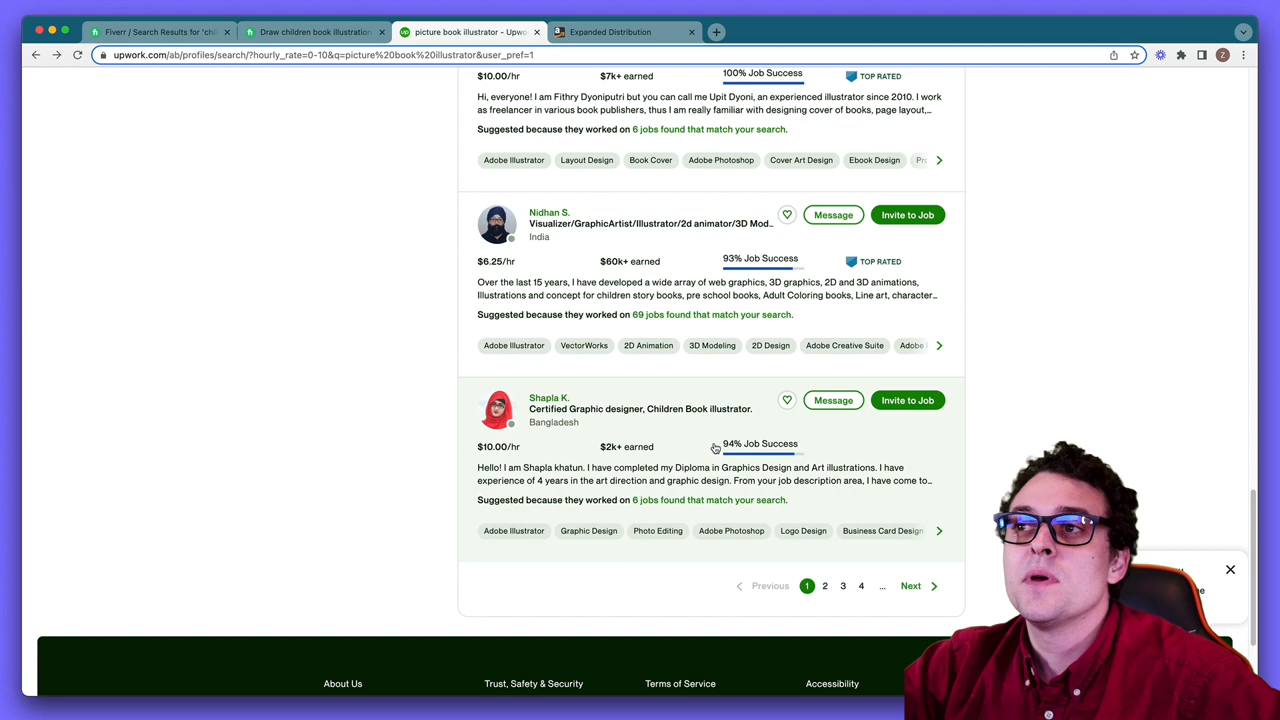 Fiverr / Search Results for 'chil
Draw children book illustration
up picture book illustrator - Upwo
Expanded Distribution
upwork.com/ab/profiles/search/?hourly_rate=0-10&q=picture%20book%20illustrator&user_pref=1
Z
$10.00/hr $7k+ earned 100% Job Success TOP RATED
Hi, everyone! I am Fithry Dyoniputri but you can call me Upit Dyoni, an experienced illustrator since 2010. I work
as freelancer in various book publishers, thus I am really familiar with designing cover of books, page layout,...
Suggested because they worked on 6 jobs found that match your search.
Adobe Illustrator Layout Design Book Cover Adobe Photoshop Cover Art Design Ebook Design Pro
Nidhan S. Message Invite to Job
Visualizer/GraphicArtist/Illustrator/2d animator/3D Mod...
India
$6.25/hr $60k+ earned 93% Job Success TOP RATED
Over the last 15 years, I have developed a wide array of web graphics, 3D graphics, 2D and 3D animations,
Illustrations and concept for children story books, pre school books, Adult Coloring books, Line art, character...
Suggested because they worked on 69 jobs found that match your search.
Adobe Illustrator VectorWorks 2D Animation 3D Modeling 2D Design Adobe Creative Suite Adobe
Shapla K. Message Invite to Job
Certified Graphic designer, Children Book illustrator.
Bangladesh
$10.00/hr $2k+ earned 94% Job Success
Hello! I am Shapla khatun. I have completed my Diploma in Graphics Design and Art illustrations. I have
experience of 4 years in the art direction and graphic design. From your job description area, I have come to...
Suggested because they worked on 6 jobs found that match your search.
Adobe Illustrator Graphic Design Photo Editing Adobe Photoshop Logo Design Business Card Design
Previous 1 2 3 4 ... Next
About Us Trust, Safety & Security Terms of Service Accessibility